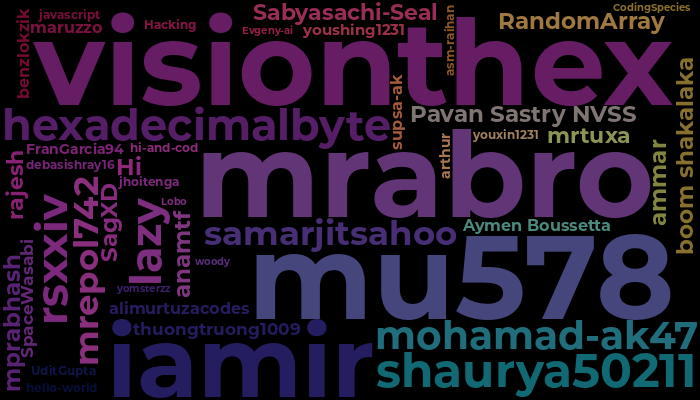 javascript
maruzzo
benzlokzik
Hacking
Sabyasachi-Seal
Evgeny-ai
youshing1231
asm-raihan
CodingSpecies
RandomArray
visionthex
hexadecimalbyte
supsa-ak
Pavan Sastry NVSS
boom shakalaka
FranGarcia94
hi-and-cod
youxin1231
mrtuxa
arthur
ammar
debasishray16
Hi
jhoitenga
rajesh
mrabro
Lobo
SagXD
mrepol742
rsxxiv
lazy
anamtf
samarjitsahoo
Aymen Boussetta
mu578
woody
SpaceWasabi
mprabhash
yomsterzz
alimurtuzacodes
thuongtruong1009
iamir
mohamad-ak47
shaurya50211
UditGupta
hello-world